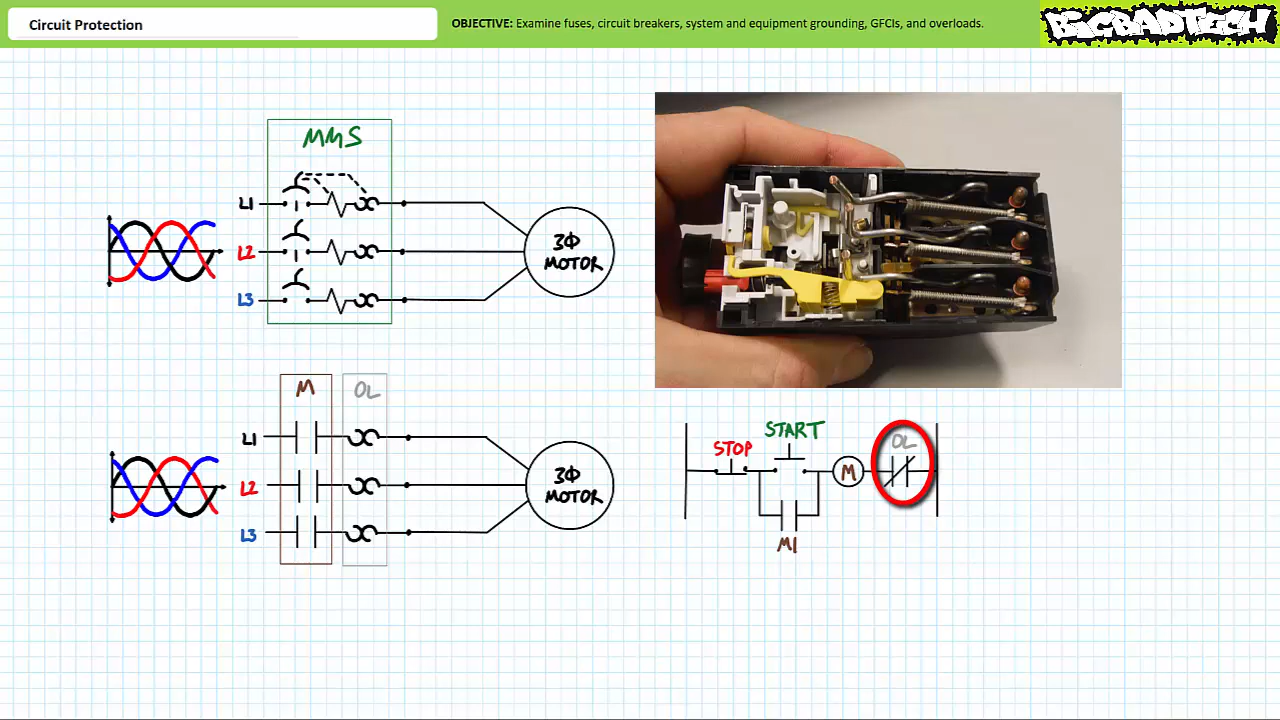 Circuit Protection
OBJECTIVE: Examine fuses, circuit breakers, system and equipment grounding, GFCIs, and overloads.
BIGBADTECH
MMS
L1
L2
L3
3Φ
MOTOR
M
OL
L1
L2
L3
3Φ
MOTOR
STOP
START
M
OL
M1